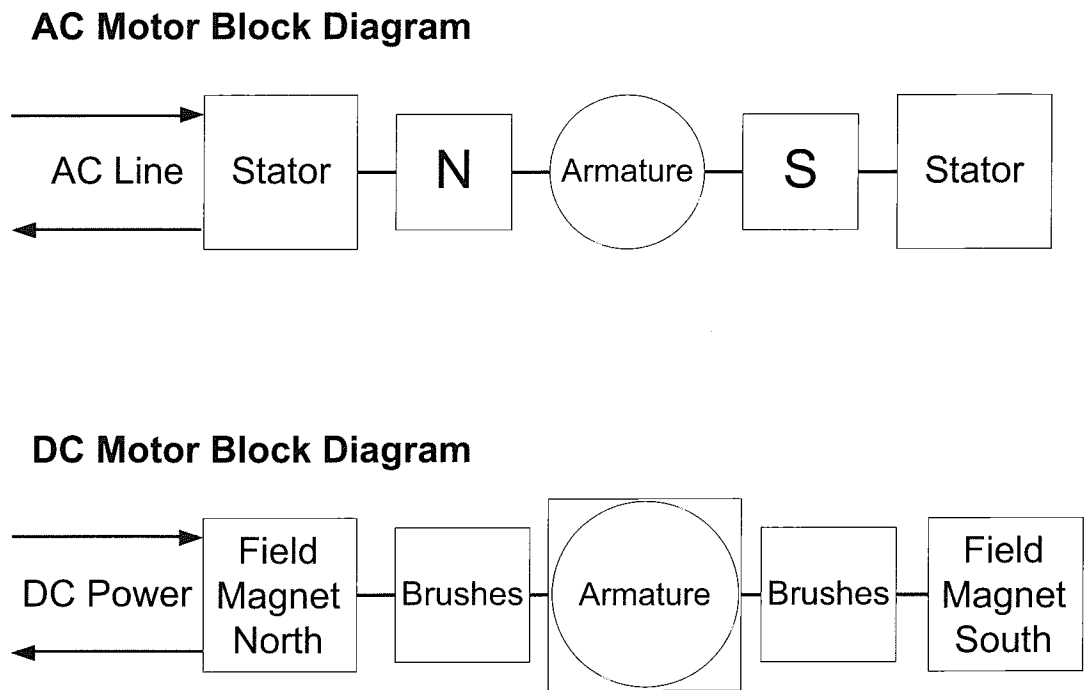 AC Motor Block Diagram
AC Line
Stator
N
Armature
S
Stator
DC Motor Block Diagram
DC Power
Field
Magnet
North
Brushes
Armature
Brushes
Field
Magnet
South